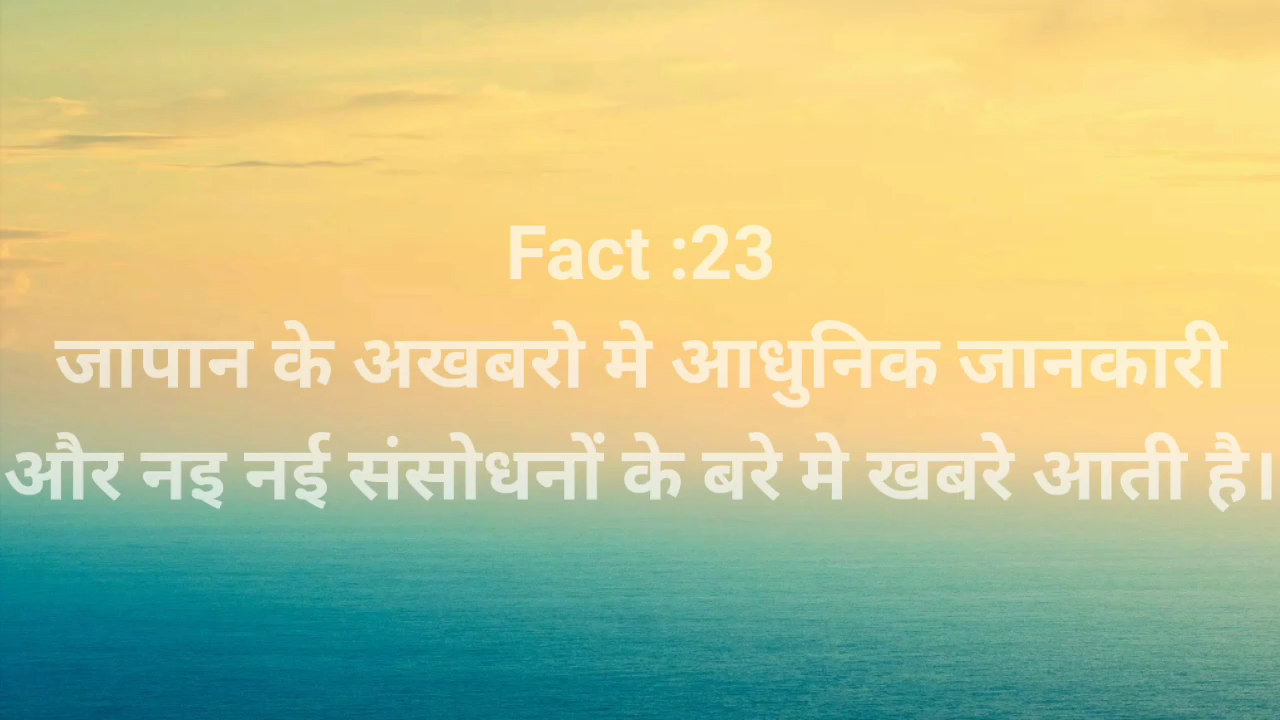 Fact :23
जापान के अखबरो मे आधुनिक जानकारी
और नइ नई संसोधनों के बरे मे खबरे आती है।